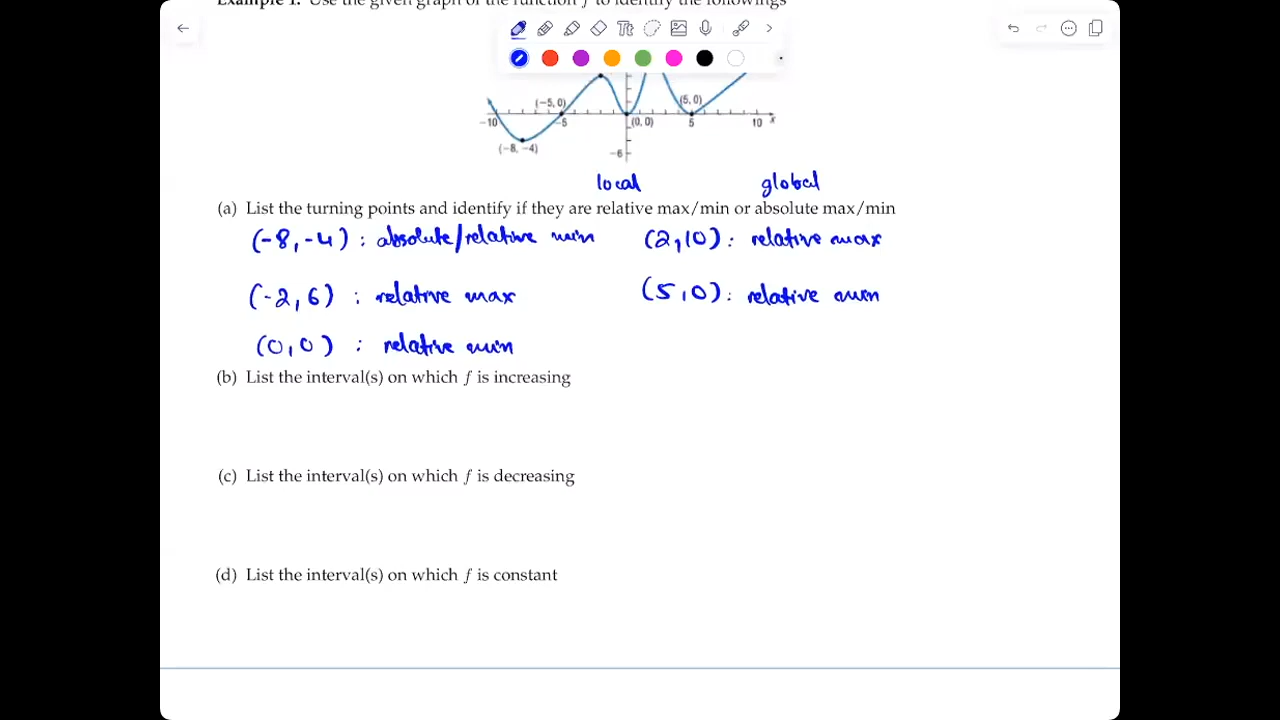 Example 1. Use the given graph of the function f to identify the followings
(−5, 0)
(5, 0)
−10
−5
(0, 0)
5
10
x
(−8, −4)
−6
local
global
(a) List the turning points and identify if they are relative max/min or absolute max/min
(-8, -4) : absolute/relative min
(2, 10) : relative max
(-2, 6) : relative max
(5, 0) : relative min
(0, 0) : relative min
(b) List the interval(s) on which f is increasing
(c) List the interval(s) on which f is decreasing
(d) List the interval(s) on which f is constant